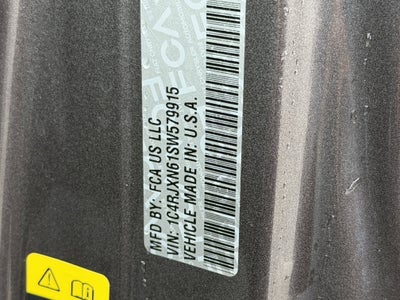 MFD BY: FCA US LLC
VIN: 1C4RJXN61SW579915
VEHICLE MADE IN: U.S.A.